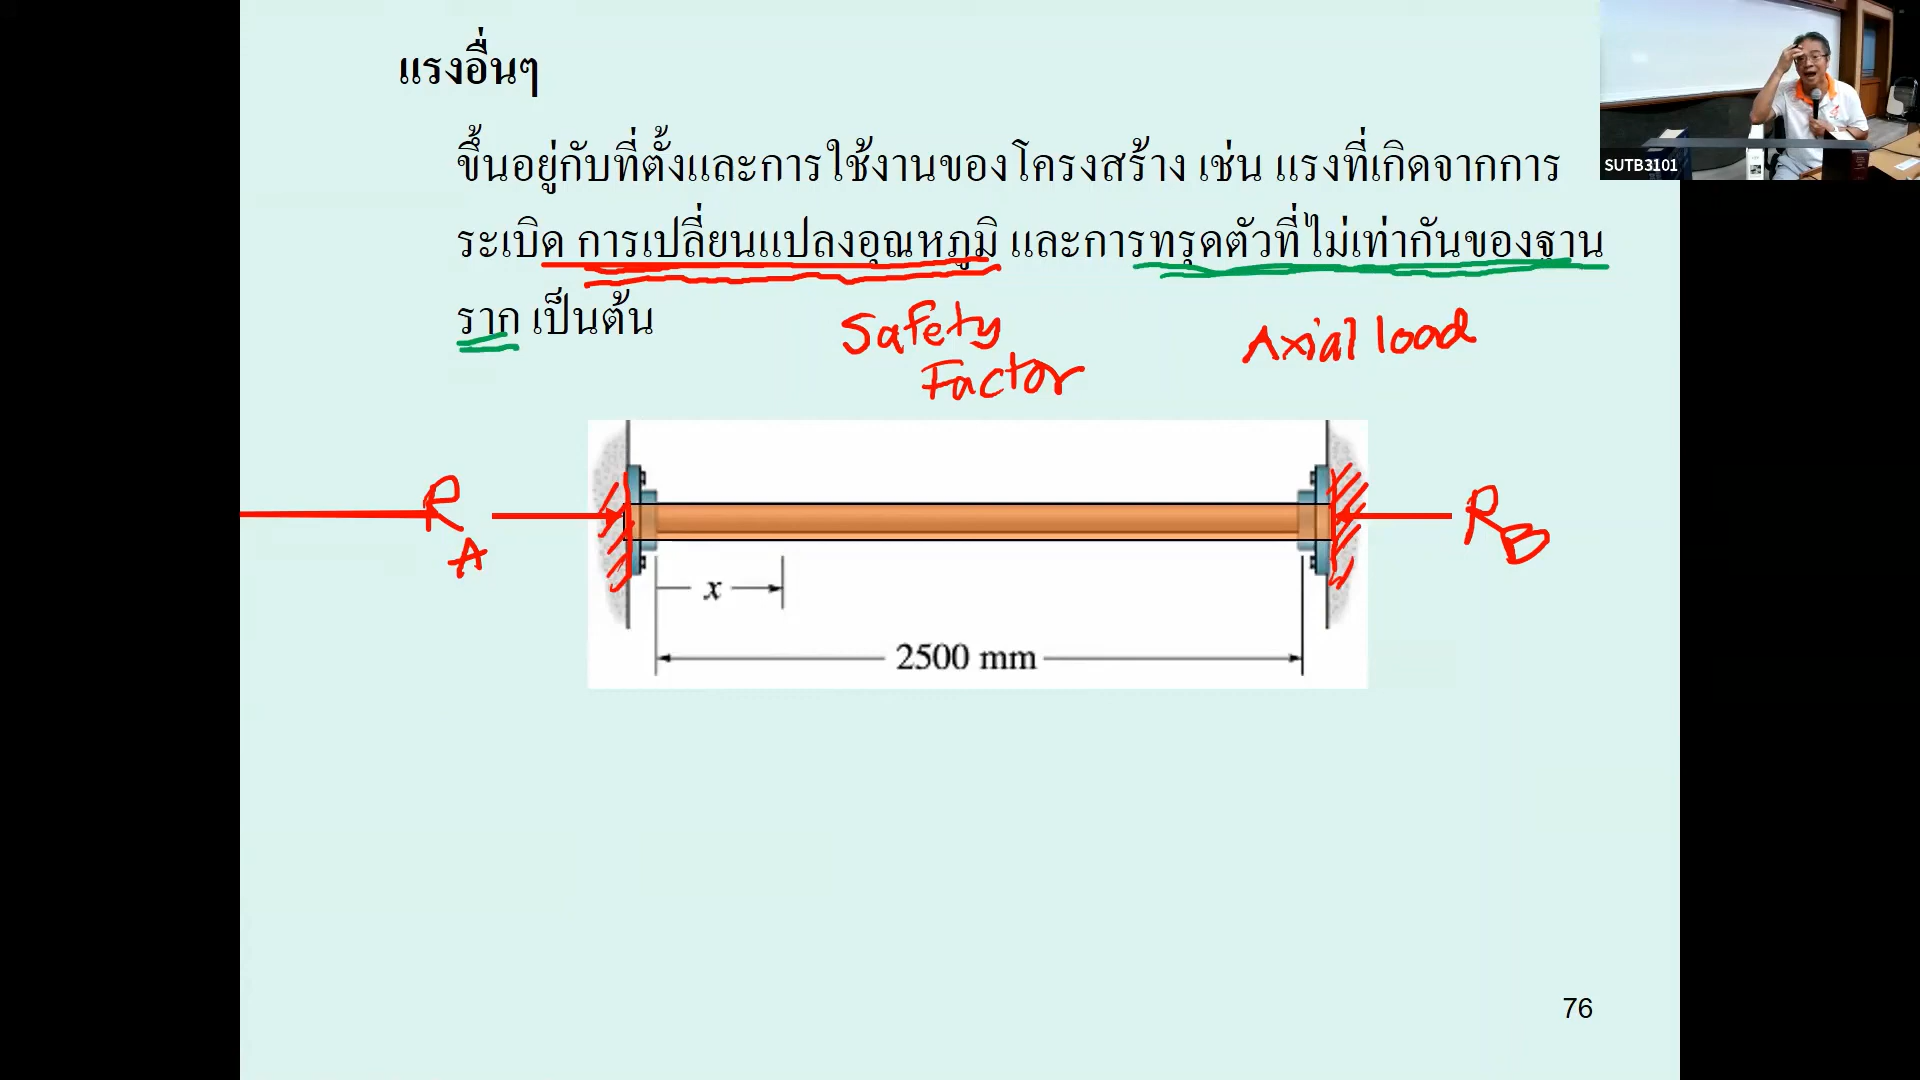 แรงอื่นๆ
ขึ้นอยู่กับที่ตั้งและการใช้งานของโครงสร้าง เช่น แรงที่เกิดจากการ
ระเบิด การเปลี่ยนแปลงอุณหภูมิ และการทรุดตัวที่ไม่เท่ากันของฐาน
ราก เป็นต้น
Safety
Factor
Axial load
R
A
R
B
x
2500 mm
76
SUTB3101